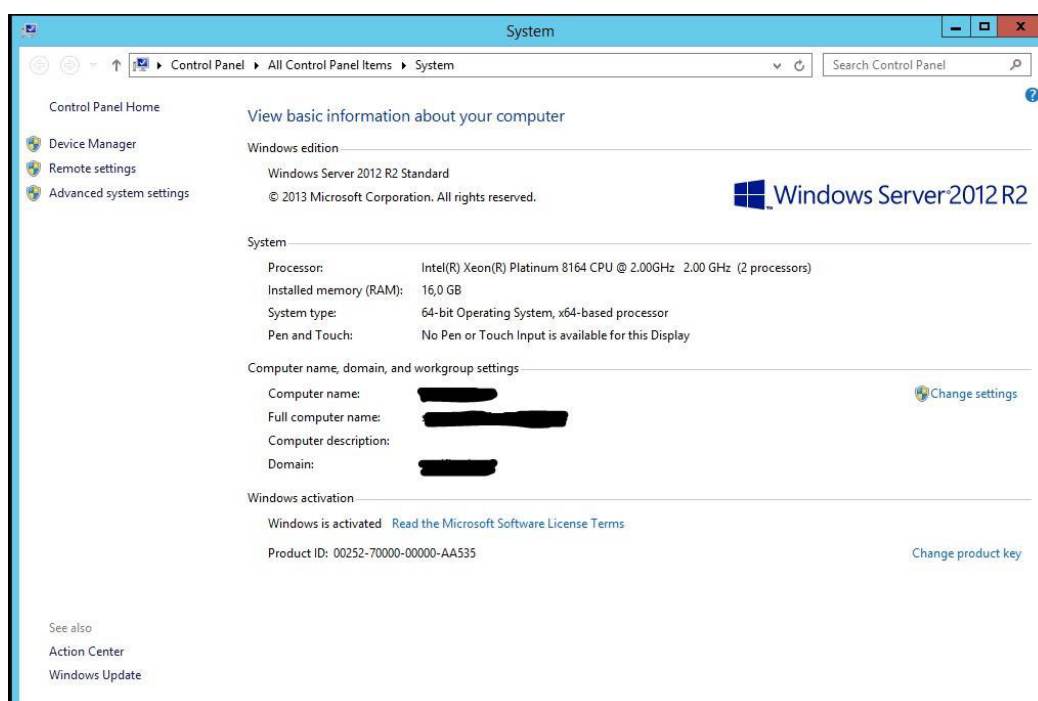 System
Control Panel ▸ All Control Panel Items ▸ System
Search Control Panel
Control Panel Home
Device Manager
Remote settings
Advanced system settings
View basic information about your computer
Windows edition
Windows Server 2012 R2 Standard
© 2013 Microsoft Corporation. All rights reserved.
Windows Server 2012 R2
System
Processor: Intel(R) Xeon(R) Platinum 8164 CPU @ 2.00GHz 2.00 GHz (2 processors)
Installed memory (RAM): 16,0 GB
System type: 64-bit Operating System, x64-based processor
Pen and Touch: No Pen or Touch Input is available for this Display
Computer name, domain, and workgroup settings
Computer name:
Change settings
Full computer name:
Computer description:
Domain:
Windows activation
Windows is activated Read the Microsoft Software License Terms
Product ID: 00252-70000-00000-AA535
Change product key
See also
Action Center
Windows Update